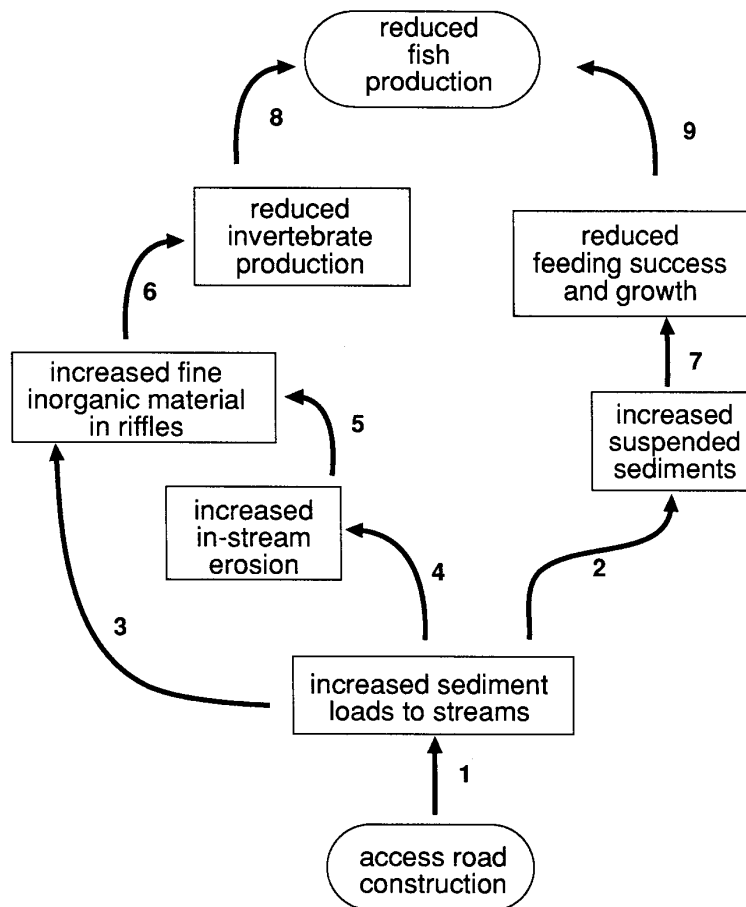 reduced
fish
production
8
9
reduced
invertebrate
production
reduced
feeding success
and growth
6
7
increased fine
inorganic material
in riffles
5
increased
suspended
sediments
increased
in-stream
erosion
4
2
3
increased sediment
loads to streams
1
access road
construction